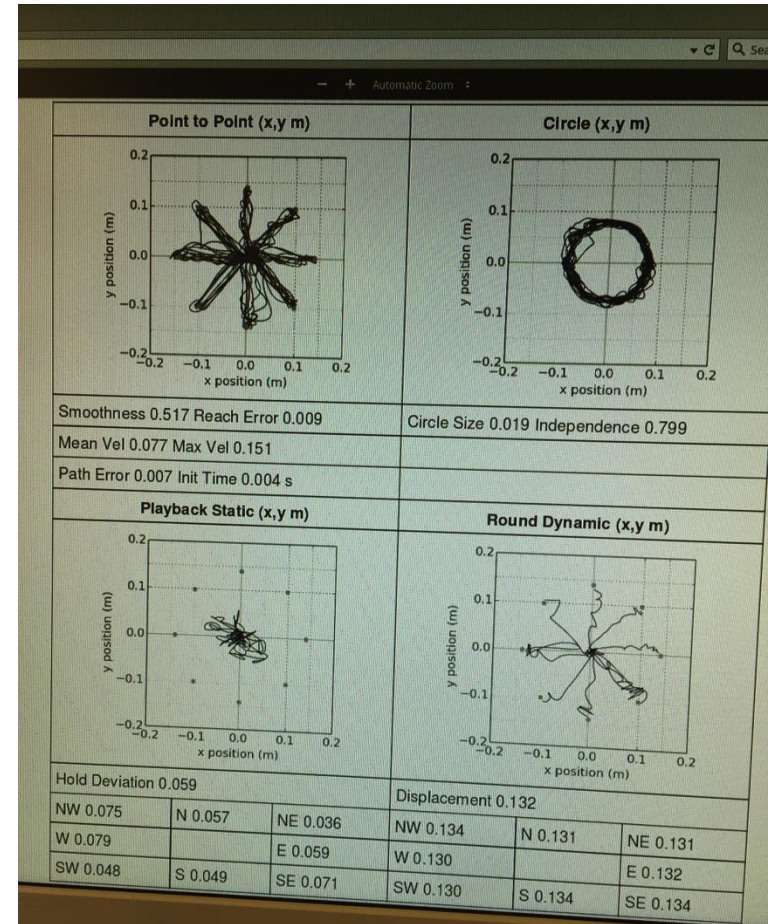 Sea
− + Automatic Zoom
Point to Point (x,y m)
Circle (x,y m)
0.2
0.1
0.0
−0.1
−0.2
−0.2 −0.1 0.0 0.1 0.2
y position (m)
x position (m)
0.2
0.1
0.0
−0.1
−0.2
−0.2 −0.1 0.0 0.1 0.2
y position (m)
x position (m)
Smoothness 0.517 Reach Error 0.009
Circle Size 0.019 Independence 0.799
Mean Vel 0.077 Max Vel 0.151
Path Error 0.007 Init Time 0.004 s
Playback Static (x,y m)
Round Dynamic (x,y m)
0.2
0.1
0.0
−0.1
−0.2
−0.2 −0.1 0.0 0.1 0.2
y position (m)
x position (m)
0.2
0.1
0.0
−0.1
−0.2
−0.2 −0.1 0.0 0.1 0.2
y position (m)
x position (m)
Hold Deviation 0.059
Displacement 0.132
NW 0.075 N 0.057 NE 0.036
W 0.079 E 0.059
SW 0.048 S 0.049 SE 0.071
NW 0.134 N 0.131 NE 0.131
W 0.130 E 0.132
SW 0.130 S 0.134 SE 0.134